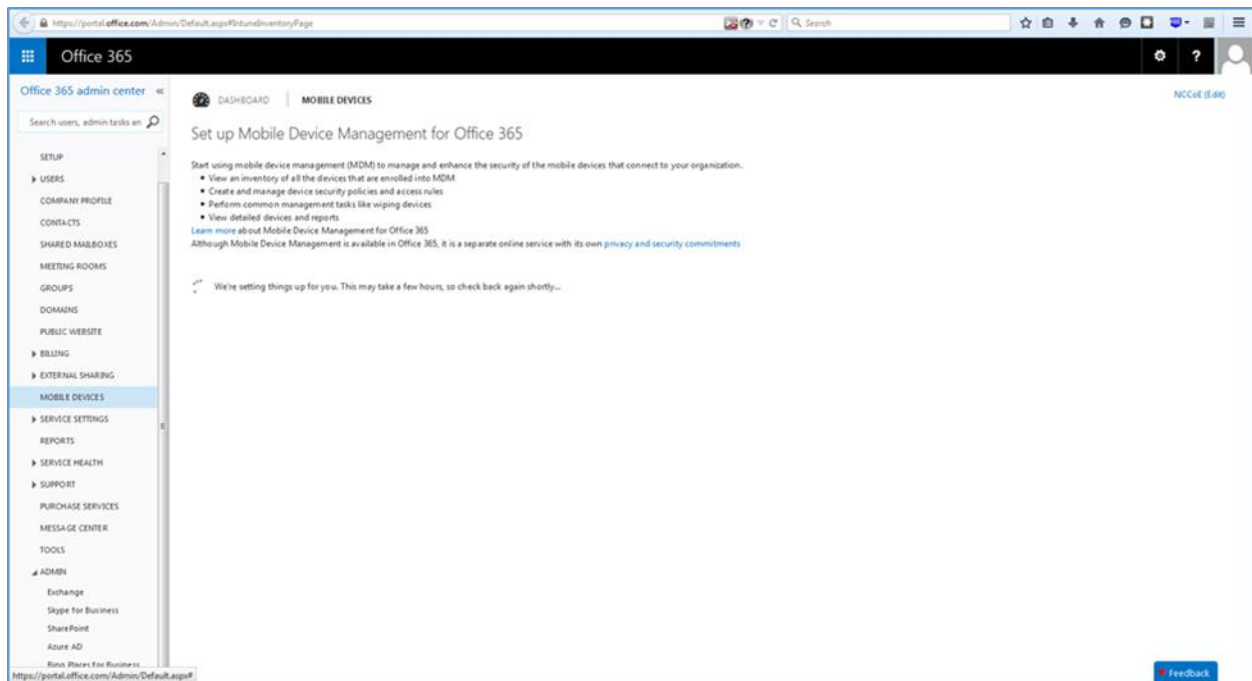 https://portal.office.com/Admin/Default.aspx#IntuneInventoryPage
Search
Office 365
?
Office 365 admin center «
Search users, admin tasks an
DASHBOARD
MOBILE DEVICES
NCCoE (Edit)
Set up Mobile Device Management for Office 365
Start using mobile device management (MDM) to manage and enhance the security of the mobile devices that connect to your organization.
• View an inventory of all the devices that are enrolled into MDM
• Create and manage device security policies and access rules
• Perform common management tasks like wiping devices
• View detailed devices and reports
Learn more about Mobile Device Management for Office 365
Although Mobile Device Management is available in Office 365, it is a separate online service with its own privacy and security commitments
We're setting things up for you. This may take a few hours, so check back again shortly...
SETUP
USERS
COMPANY PROFILE
CONTACTS
SHARED MAILBOXES
MEETING ROOMS
GROUPS
DOMAINS
PUBLIC WEBSITE
BILLING
EXTERNAL SHARING
MOBILE DEVICES
SERVICE SETTINGS
REPORTS
SERVICE HEALTH
SUPPORT
PURCHASE SERVICES
MESSAGE CENTER
TOOLS
ADMIN
Exchange
Skype for Business
SharePoint
Azure AD
Bing Places for Business
https://portal.office.com/Admin/Default.aspx#
Feedback